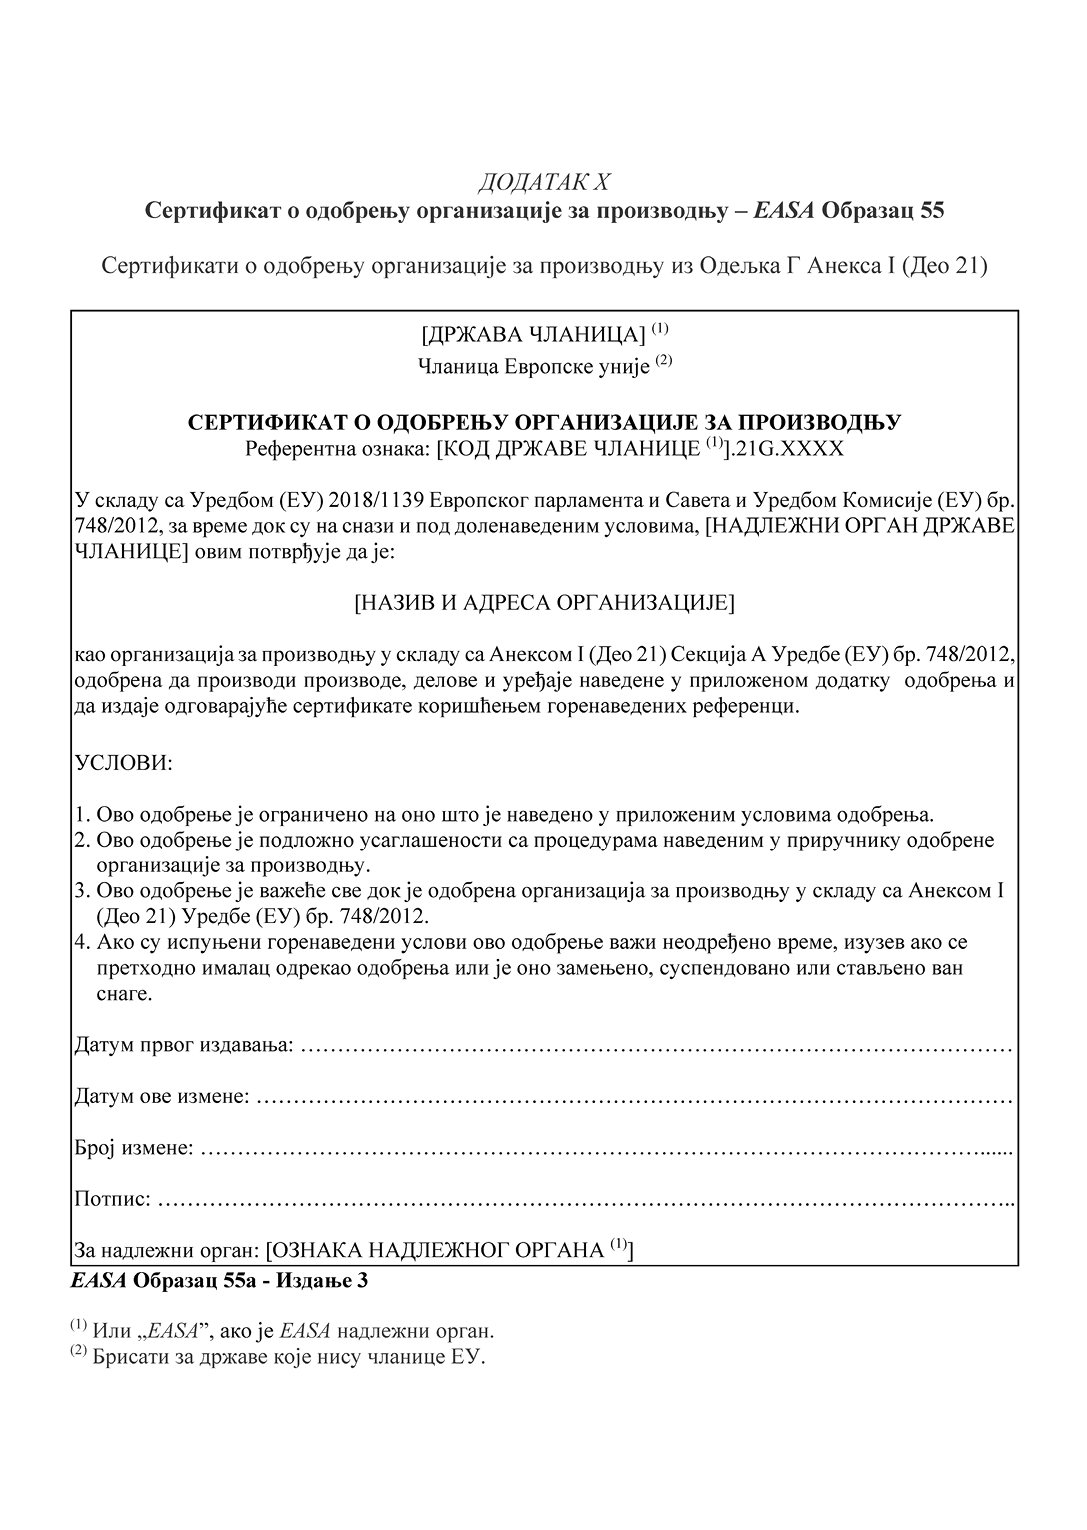 ДОДАТАК X
Сертификат о одобрењу организације за производњу – EASA Образац 55
Сертификати о одобрењу организације за производњу из Одељка Г Анекса I (Део 21)
[ДРЖАВА ЧЛАНИЦА] (1)
Чланица Европске уније (2)
СЕРТИФИКАТ О ОДОБРЕЊУ ОРГАНИЗАЦИЈЕ ЗА ПРОИЗВОДЊУ
Референтна ознака: [КОД ДРЖАВЕ ЧЛАНИЦЕ (1)].21G.XXXX
У складу са Уредбом (ЕУ) 2018/1139 Европског парламента и Савета и Уредбом Комисије (ЕУ) бр.
748/2012, за време док су на снази и под доленаведеним условима, [НАДЛЕЖНИ ОРГАН ДРЖАВЕ
ЧЛАНИЦЕ] овим потврђује да је:
[НАЗИВ И АДРЕСА ОРГАНИЗАЦИЈЕ]
као организација за производњу у складу са Анексом I (Део 21) Секција А Уредбе (ЕУ) бр. 748/2012,
одобрена да производи производе, делове и уређаје наведене у приложеном додатку одобрења и
да издаје одговарајуће сертификате коришћењем горенаведених референци.
УСЛОВИ:
1. Ово одобрење је ограничено на оно што је наведено у приложеним условима одобрења.
2. Ово одобрење је подложно усаглашености са процедурама наведеним у приручнику одобрене
организације за производњу.
3. Ово одобрење је важеће све док је одобрена организација за производњу у складу са Анексом I
(Део 21) Уредбе (ЕУ) бр. 748/2012.
4. Ако су испуњени горенаведени услови ово одобрење важи неодређено време, изузев ако се
претходно ималац одрекао одобрења или је оно замењено, суспендовано или стављено ван
снаге.
Датум првог издавања: ……………………………………………………………………………………
Датум ове измене: …………………………………………………………………………………………
Број измене: ……………………………………………………………………………………………......
Потпис: ……………………………………………………………………………………………………..
За надлежни орган: [ОЗНАКА НАДЛЕЖНОГ ОРГАНА (1)]
EASA Образац 55а - Издање 3
(1) Или „EASA”, ако је EASA надлежни орган.
(2) Брисати за државе које нису чланице ЕУ.